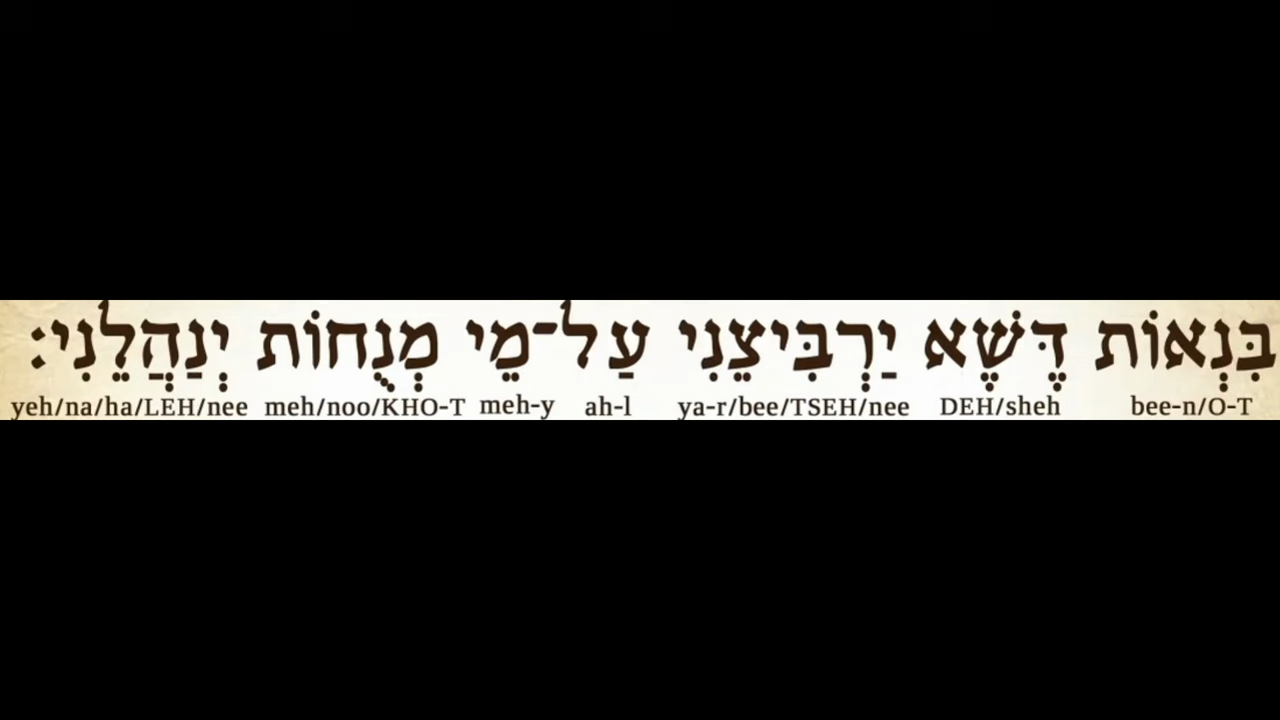 בִּנְאוֹת דֶּשֶׁא יַרְבִּיצֵנִי עַל־מֵי מְנֻחוֹת יְנַהֲלֵנִי׃
yeh/na/ha/LEH/nee meh/noo/KHO-T meh-y ah-l ya-r/bee/TSEH/nee DEH/sheh bee-n/O-T